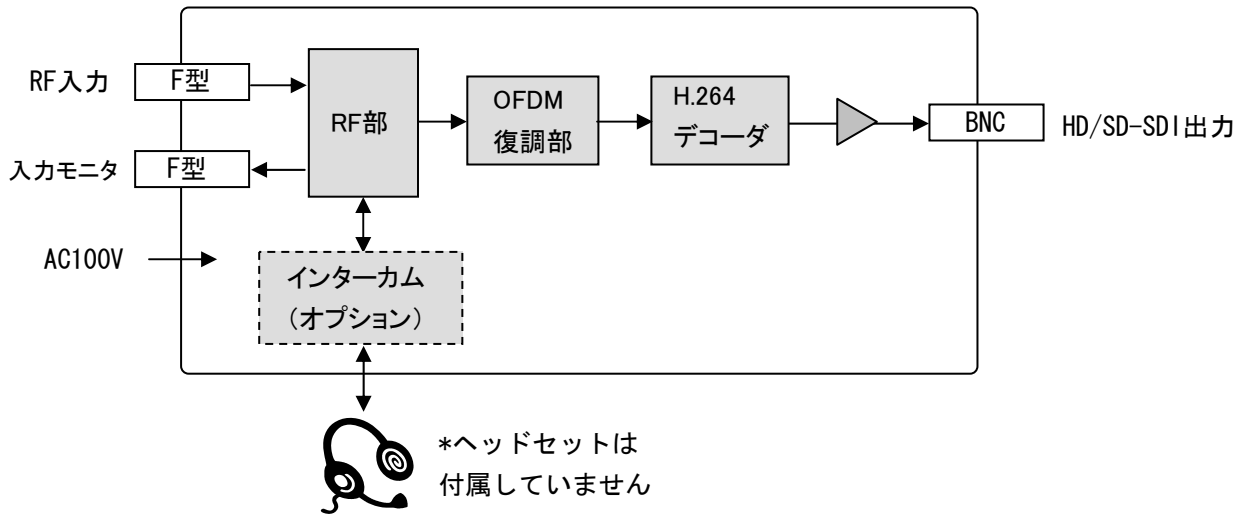 RF入力
F型
RF部
OFDM
復調部
H.264
デコーダ
BNC
HD/SD-SDI出力
入力モニタ
F型
AC100V
インターカム
（オプション）
*ヘッドセットは
付属していません